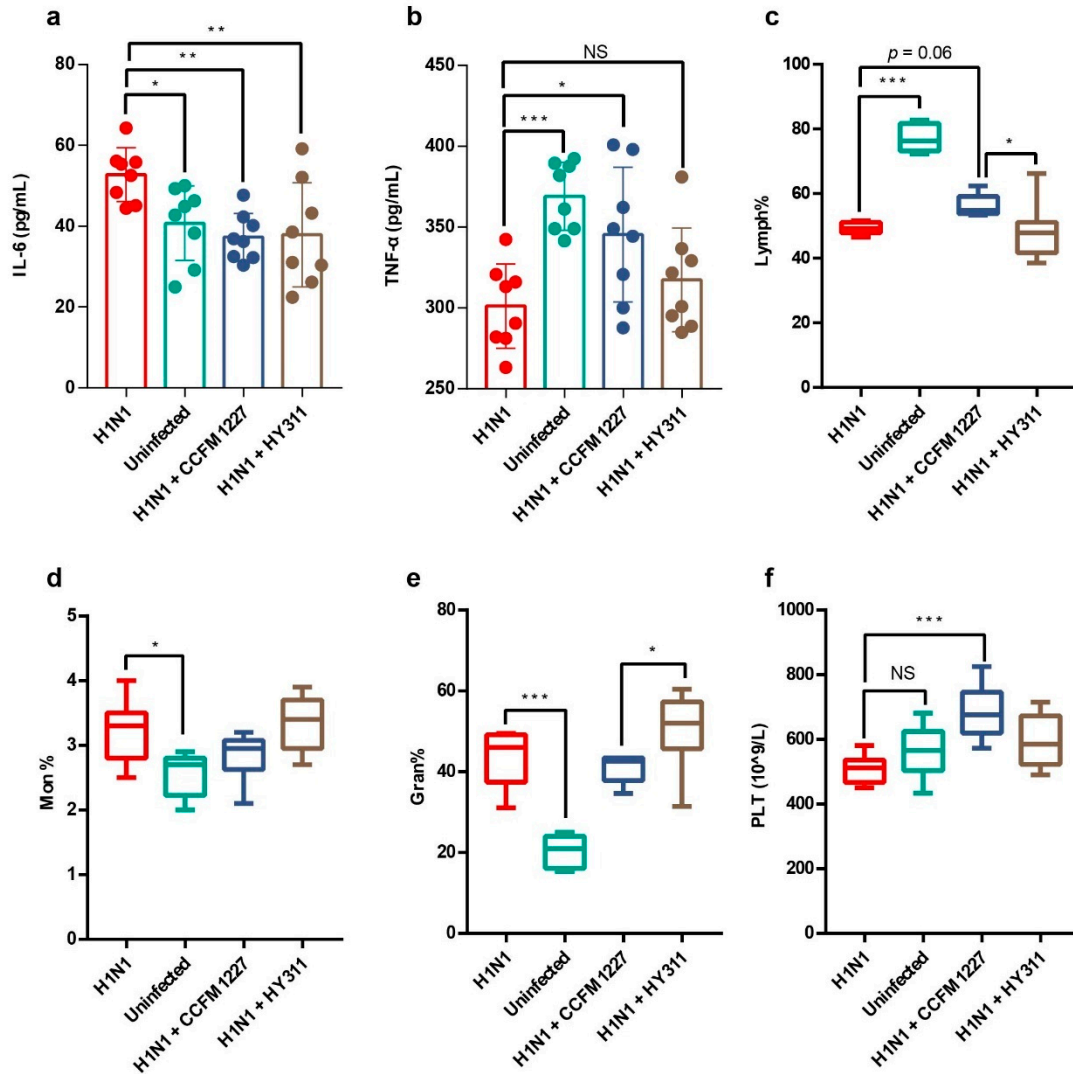 a
**
**
*
IL-6 (pg/mL)
80
60
40
20
0
H1N1
Uninfected
H1N1 + CCFM1227
H1N1 + HY311
b
NS
*
***
TNF-α (pg/mL)
450
400
350
300
250
H1N1
Uninfected
H1N1 + CCFM1227
H1N1 + HY311
c
p = 0.06
***
*
Lymph%
100
80
60
40
20
0
H1N1
Uninfected
H1N1 + CCFM1227
H1N1 + HY311
d
*
Mon %
5
4
3
2
1
0
H1N1
Uninfected
H1N1 + CCFM1227
H1N1 + HY311
e
***
*
Gran%
80
60
40
20
0
H1N1
Uninfected
H1N1 + CCFM1227
H1N1 + HY311
f
***
NS
PLT (10^9/L)
1000
800
600
400
200
0
H1N1
Uninfected
H1N1 + CCFM1227
H1N1 + HY311